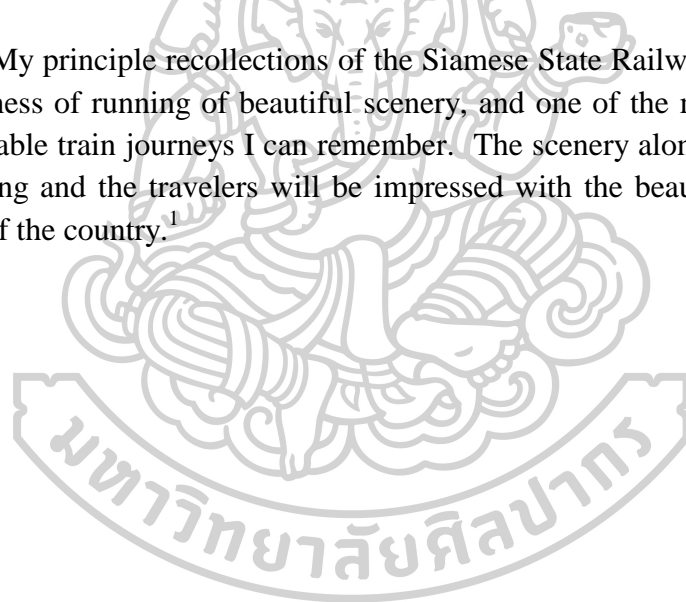 My principle recollections of the Siamese State Railw
ness of running of beautiful scenery, and one of the
able train journeys I can remember. The scenery alon
ng and the travelers will be impressed with the beau
f the country.¹
มหาวิทยาลัยศิลปากร